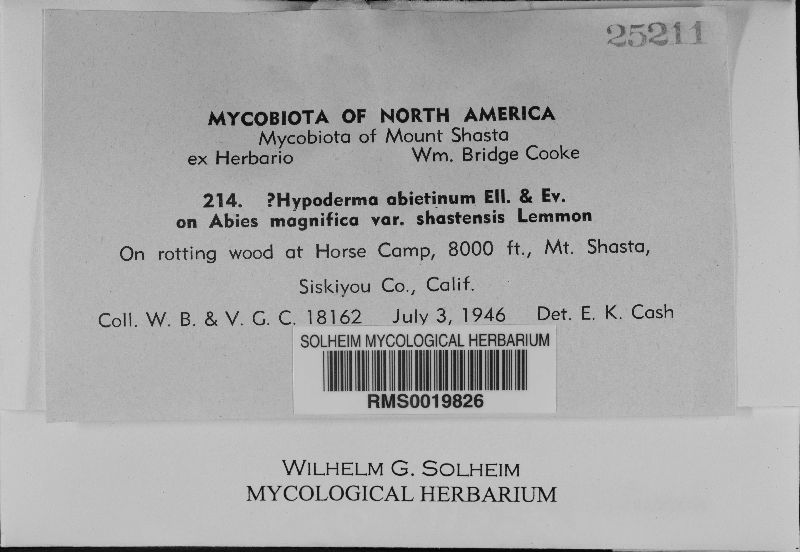 25211
MYCOBIOTA OF NORTH AMERICA
Mycobiota of Mount Shasta
ex Herbario Wm. Bridge Cooke
214. ?Hypoderma abietinum Ell. & Ev.
on Abies magnifica var. shastensis Lemmon
On rotting wood at Horse Camp, 8000 ft., Mt. Shasta,
Siskiyou Co., Calif.
Coll. W. B. & V. G. C. 18162 July 3, 1946 Det. E. K. Cash
SOLHEIM MYCOLOGICAL HERBARIUM
RMS0019826
WILHELM G. SOLHEIM
MYCOLOGICAL HERBARIUM